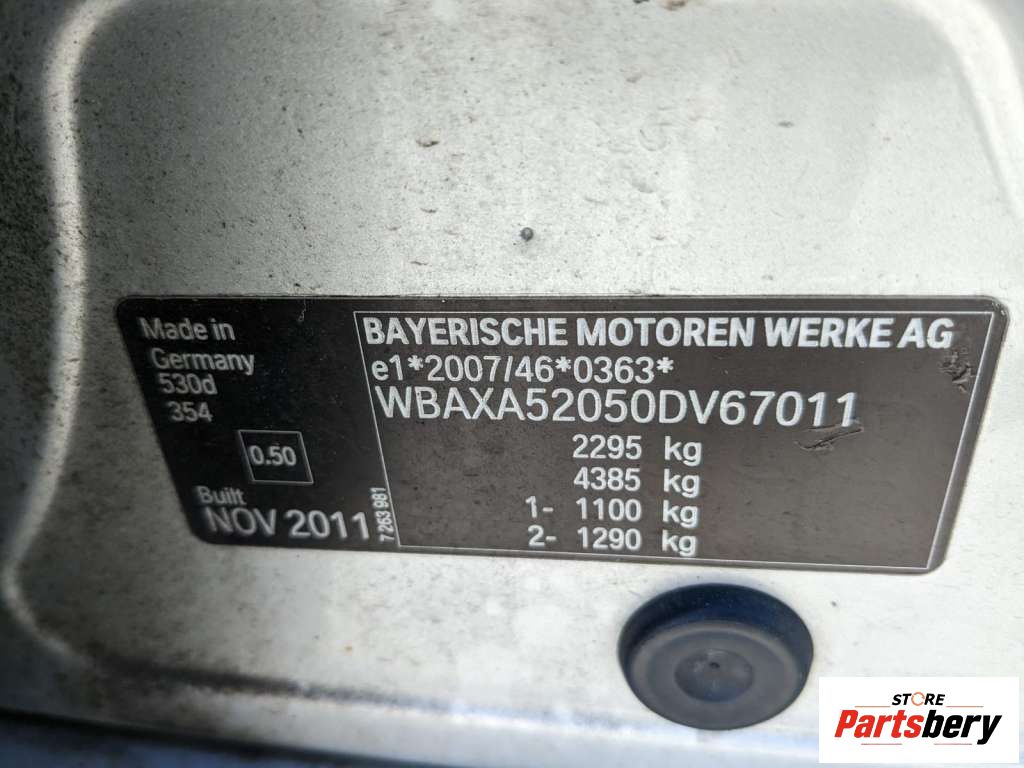 Made in
Germany
530d
354
0.50
Built
NOV 2011
7 263 981
BAYERISCHE MOTOREN WERKE AG
e1*2007/46*0363*
WBAXA52050DV67011
2295 kg
4385 kg
1- 1100 kg
2- 1290 kg
STORE
Partsbery